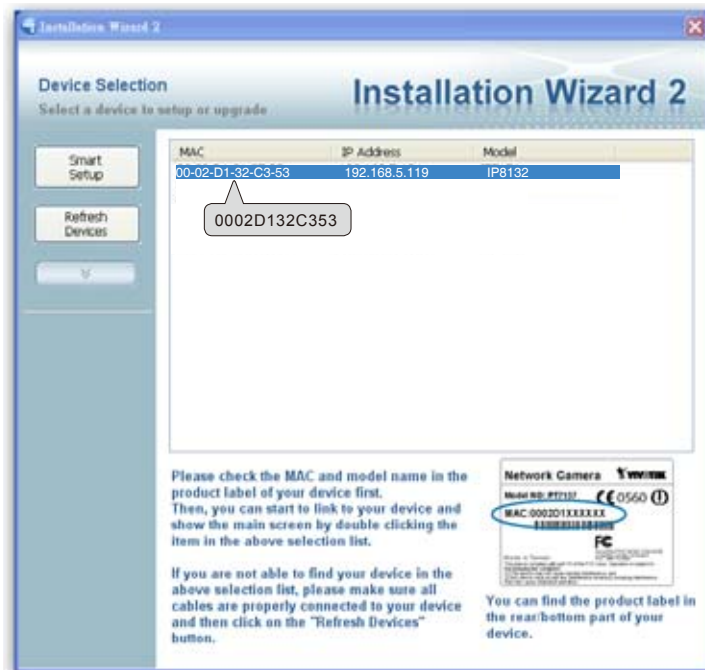 Installation Wizard 2
Device Selection
Select a device to setup or upgrade
Installation Wizard 2
Smart
Setup
Refresh
Devices
MAC IP Address Model
00-02-D1-32-C3-53 192.168.5.119 IP8132
0002D132C353
Please check the MAC and model name in the
product label of your device first.
Then, you can start to link to your device and
show the main screen by double clicking the
item in the above selection list.
If you are not able to find your device in the
above selection list, please make sure all
cables are properly connected to your device
and then click on the "Refresh Devices"
button.
Network Camera VIVOTEK
Model NO: PT7137 CE0560
MAC:0002D1XXXXXX
FC
You can find the product label in
the rear/bottom part of your
device.